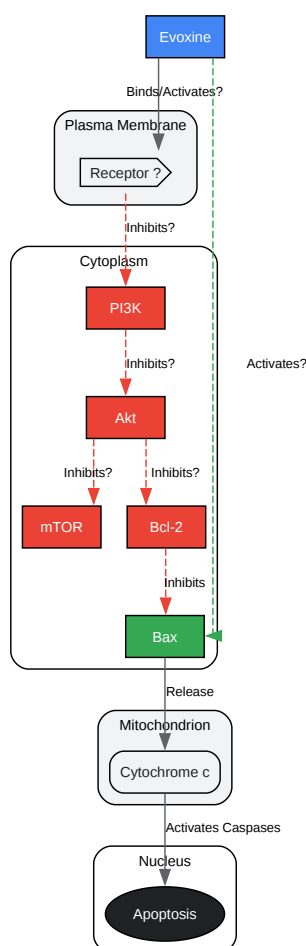 Evoxine
Binds/Activates?
Plasma Membrane
Receptor ?
Inhibits?
Cytoplasm
PI3K
Inhibits?
Activates?
Akt
Inhibits?
Inhibits?
mTOR
Bcl-2
Inhibits
Bax
Release
Mitochondrion
Cytochrome c
Activates Caspases
Nucleus
Apoptosis